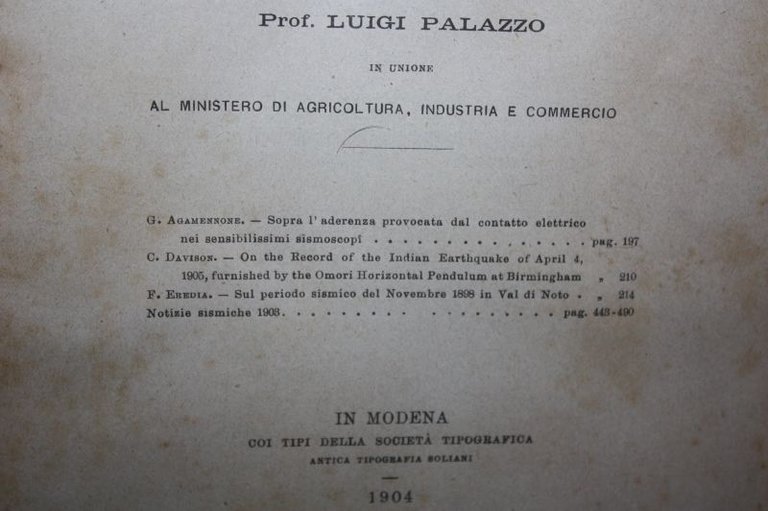 Prof. LUIGI PALAZZO
IN UNIONE
AL MINISTERO DI AGRICOLTURA, INDUSTRIA E COMMERCIO
G. AGAMENNONE. — Sopra l'aderenza provocata dal contatto elettrico
nei sensibilissimi sismoscopî . . . . . . . . . . . . . . . pag. 197
C. DAVISON. — On the Record of the Indian Earthquake of April 4,
1905, furnished by the Omori Horizontal Pendulum at Birmingham „ 210
F. EREDIA. — Sul periodo sismico del Novembre 1898 in Val di Noto . „ 214
Notizie sismiche 1903. . . . . . . . . . . . . . . . . pag. 443-490
IN MODENA
COI TIPI DELLA SOCIETÀ TIPOGRAFICA
ANTICA TIPOGRAFIA SOLIANI
1904